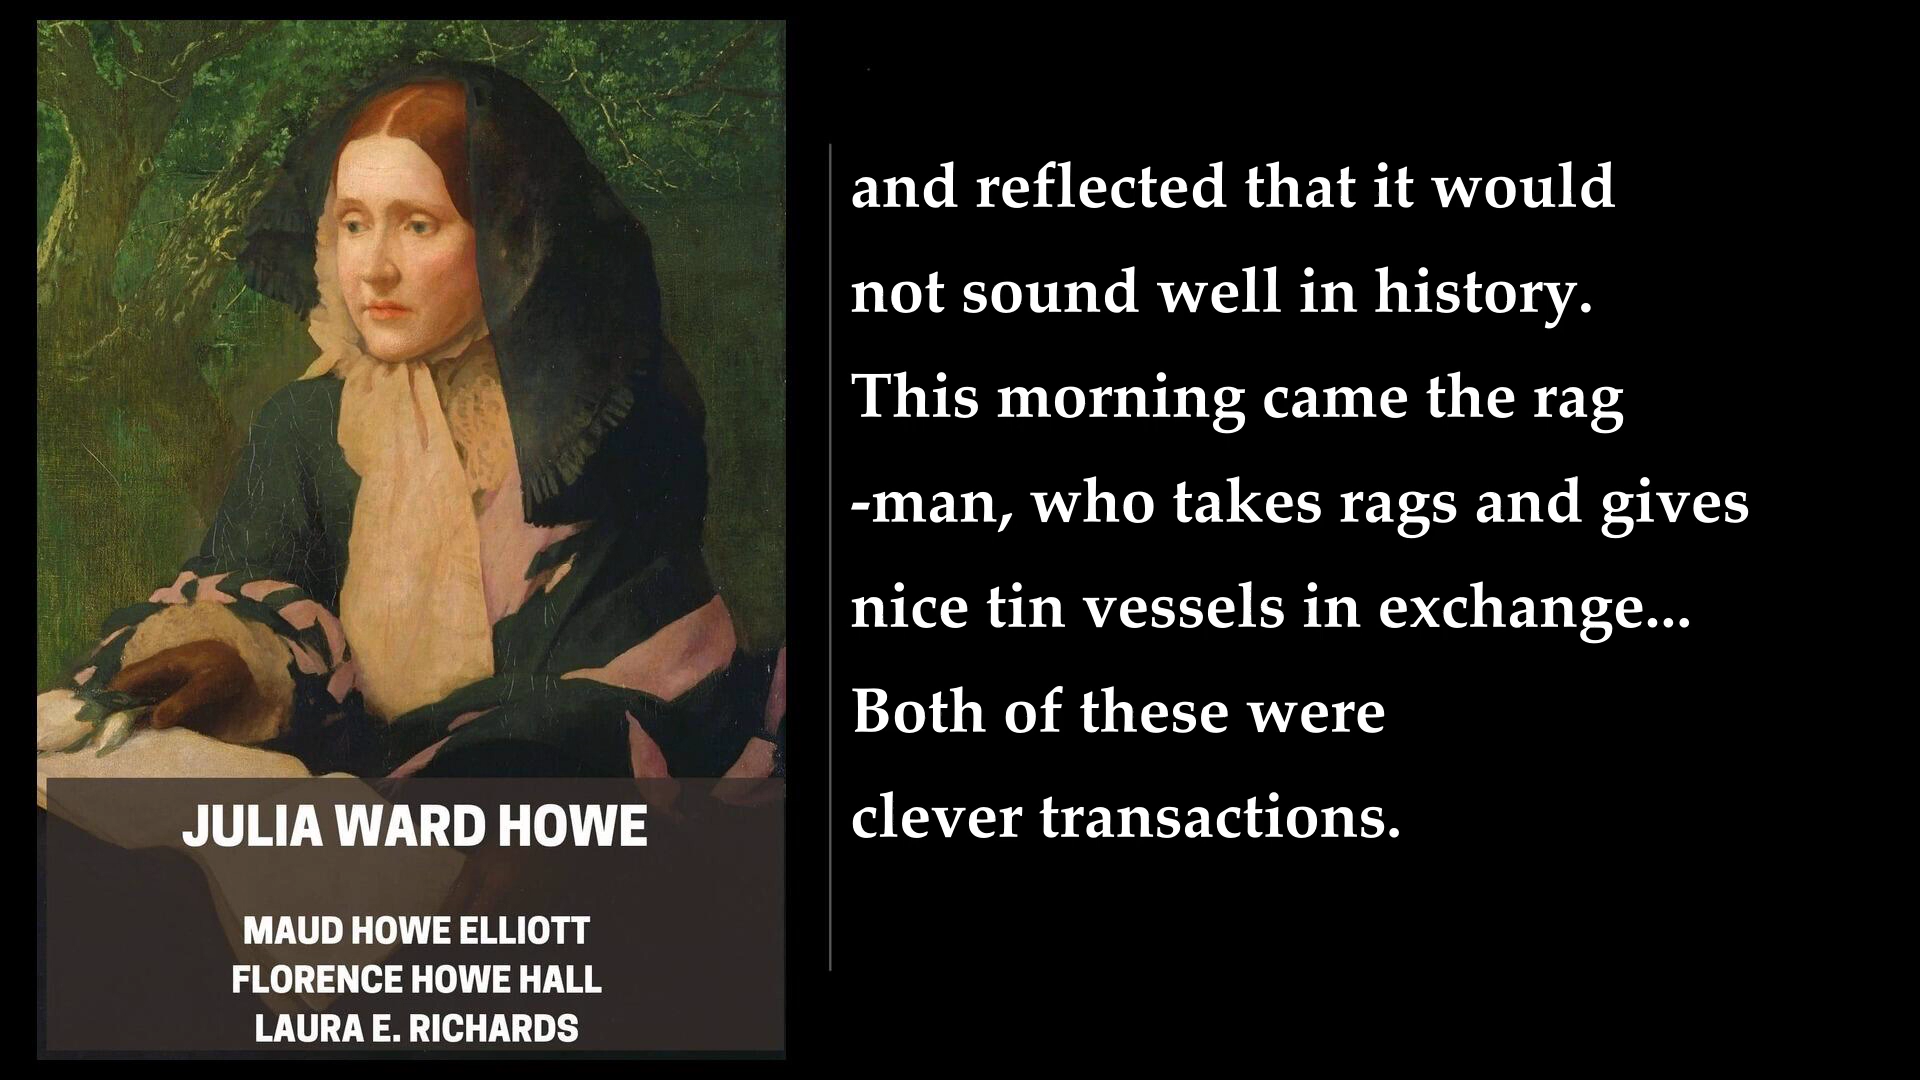 JULIA WARD HOWE
MAUD HOWE ELLIOTT
FLORENCE HOWE HALL
LAURA E. RICHARDS
and reflected that it would
not sound well in history.
This morning came the rag
-man, who takes rags and gives
nice tin vessels in exchange...
Both of these were
clever transactions.